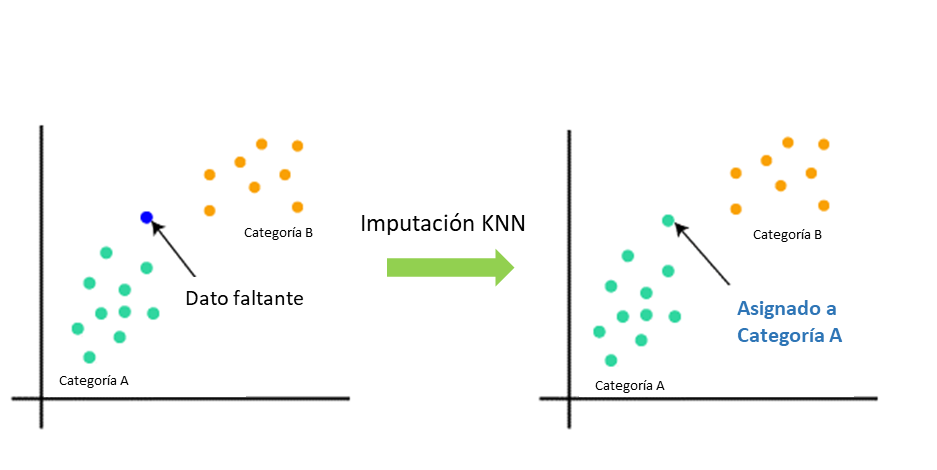 Categoría B
Dato faltante
Categoría A
Imputación KNN
Categoría B
Asignado a
Categoría A
Categoría A